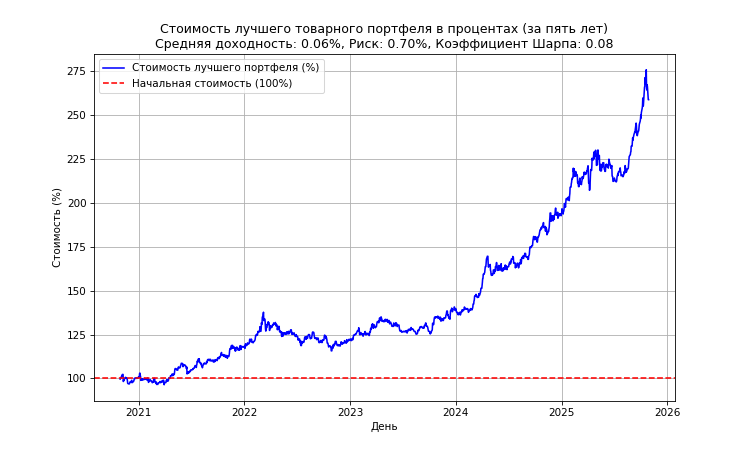 Стоимость лучшего товарного портфеля в процентах (за пять лет)
Средняя доходность: 0.06%, Риск: 0.70%, Коэффициент Шарпа: 0.08
Стоимость лучшего портфеля (%)
Начальная стоимость (100%)
Стоимость (%)
275
250
225
200
175
150
125
100
2021
2022
2023
2024
2025
2026
День